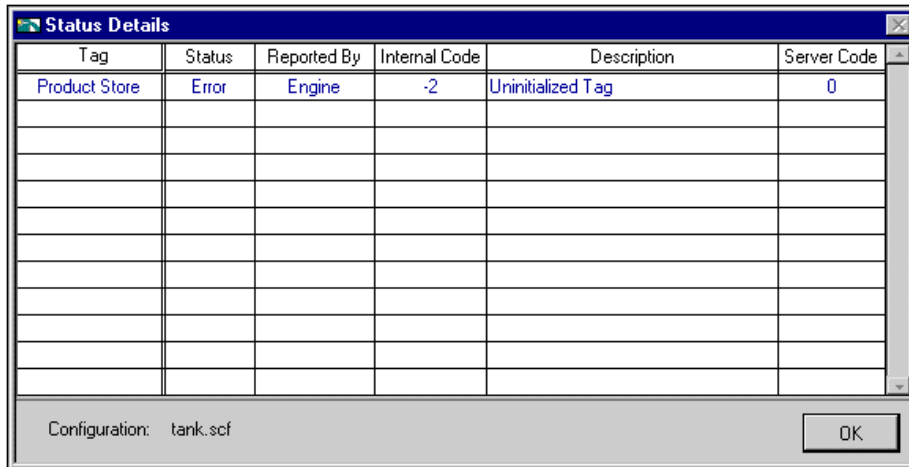 Status Details
Tag Status Reported By Internal Code Description Server Code
Product Store Error Engine -2 Uninitialized Tag 0
Configuration: tank.scf OK